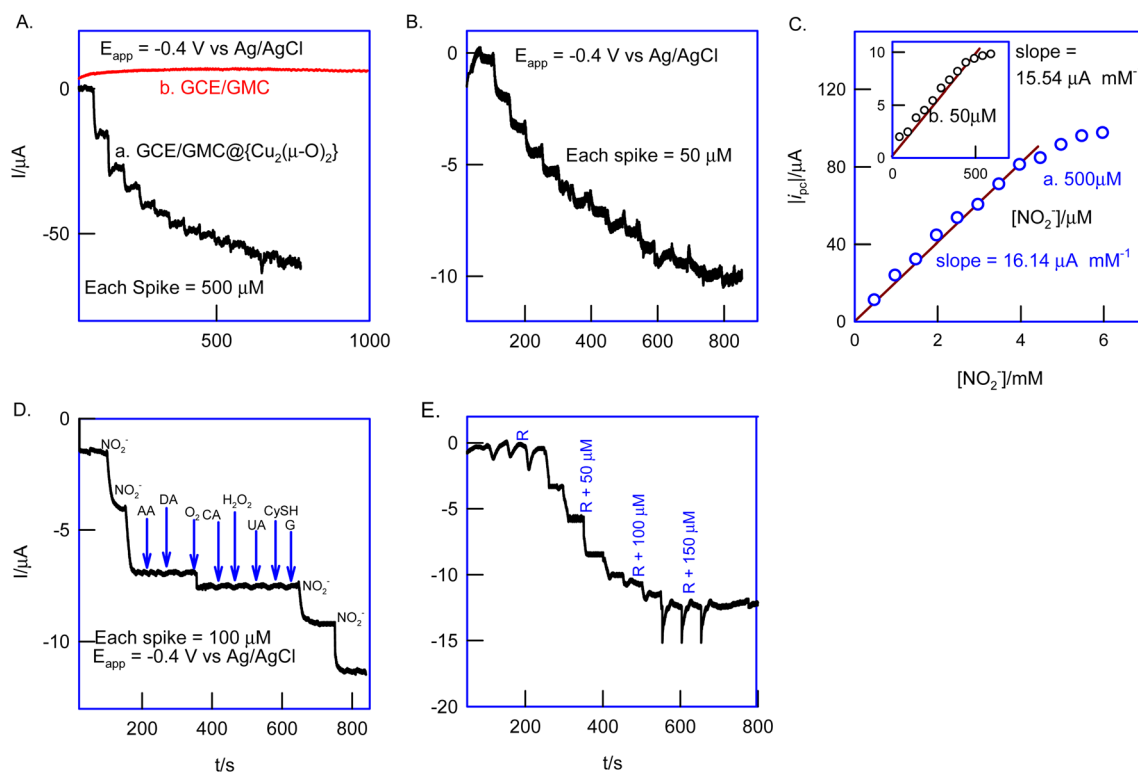 A.
E_app = -0.4 V vs Ag/AgCl
b. GCE/GMC
a. GCE/GMC@{Cu₂(μ-O)₂}
Each Spike = 500 μM
I/μA
0
-50
500
1000
B.
E_app = -0.4 V vs Ag/AgCl
Each spike = 50 μM
0
-4
-8
-12
200
400
600
800
C.
slope =
15.54 μA mM⁻
b. 50μM
10
5
0
0
500
a. 500μM
[NO₂⁻]/μM
slope = 16.14 μA mM⁻¹
|i_pc|/μA
120
80
40
0
0
2
4
6
[NO₂⁻]/mM
D.
NO₂⁻
NO₂⁻
AA
DA
O₂
CA
H₂O₂
UA
CySH
G
NO₂⁻
NO₂⁻
Each spike = 100 μM
E_app = -0.4 V vs Ag/AgCl
I/μA
0
-5
-10
200
400
600
800
t/s
E.
R
R + 50 μM
R + 100 μM
R + 150 μM
0
-5
-10
-15
-20
200
400
600
800
t/s